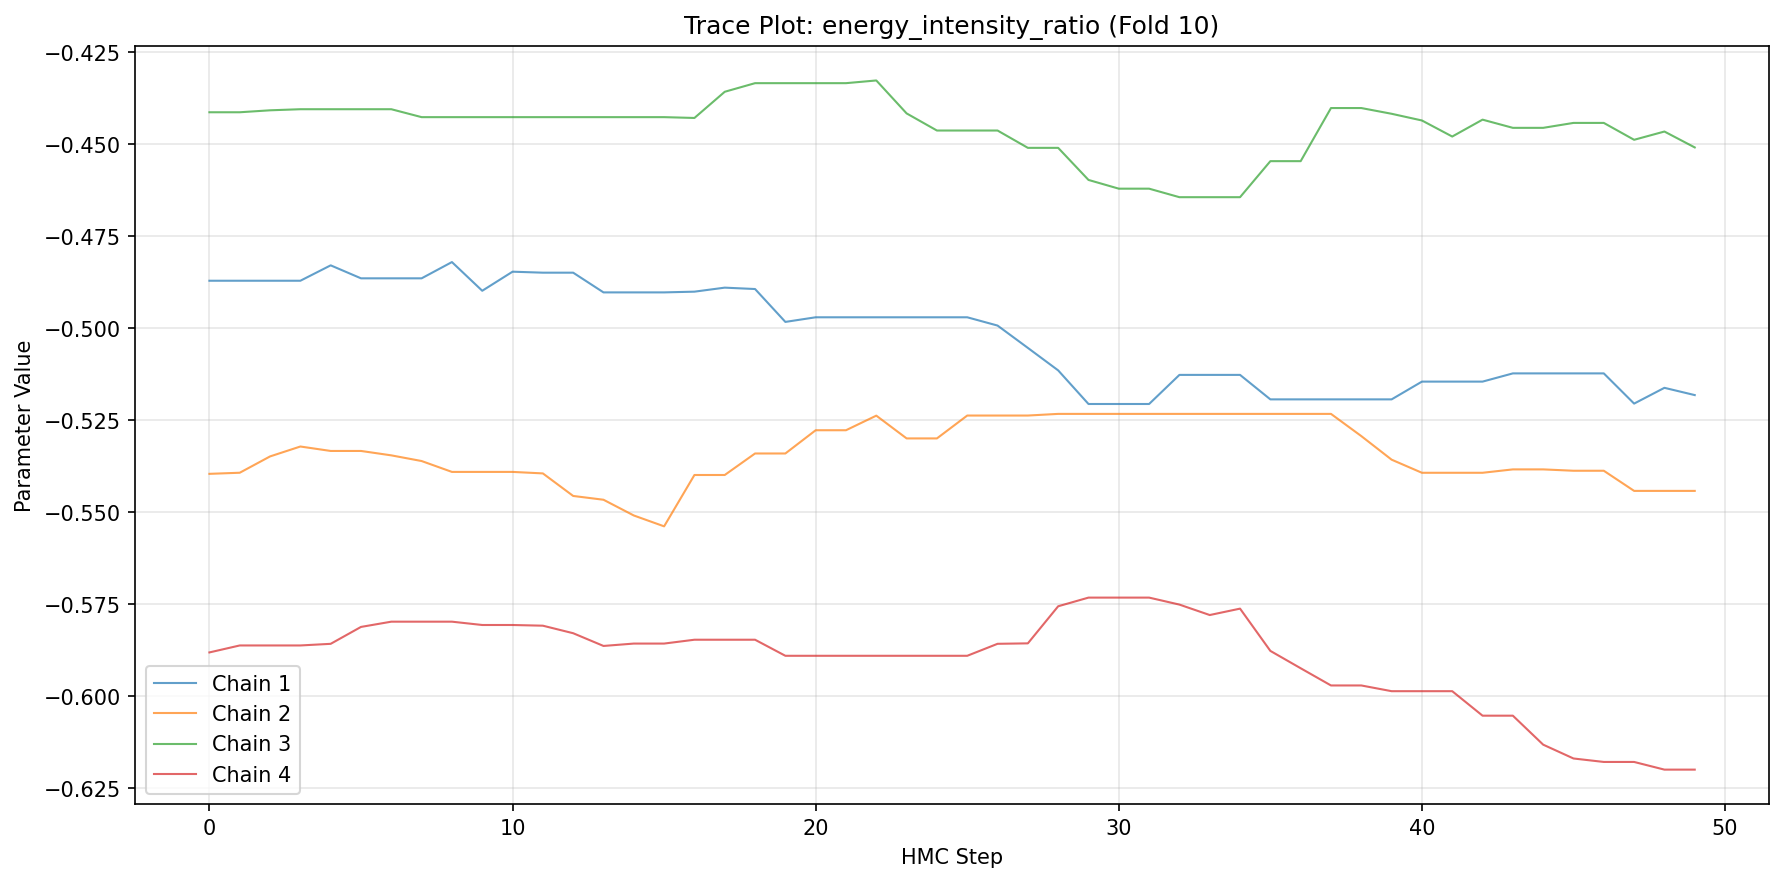 Trace Plot: energy_intensity_ratio (Fold 10)
Parameter Value
−0.425
−0.450
−0.475
−0.500
−0.525
−0.550
−0.575
−0.600
−0.625
Chain 1
Chain 2
Chain 3
Chain 4
0 10 20 30 40 50
HMC Step